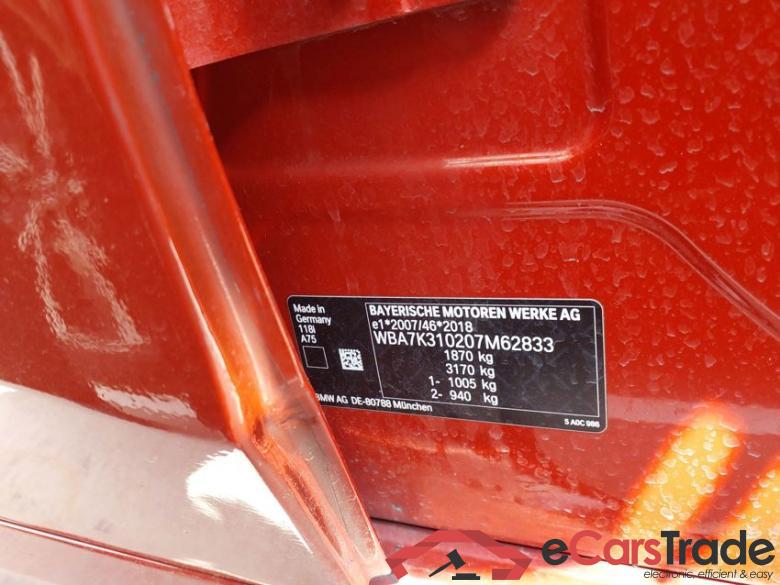 Made in
Germany
118i
A75
BAYERISCHE MOTOREN WERKE AG
e1*2007/46*2018
WBA7K310207M62833
1870 kg
3170 kg
1- 1005 kg
2- 940 kg
BMW AG DE-80788 München
5 A0C 986
eCarsTrade
electronic, efficient & easy